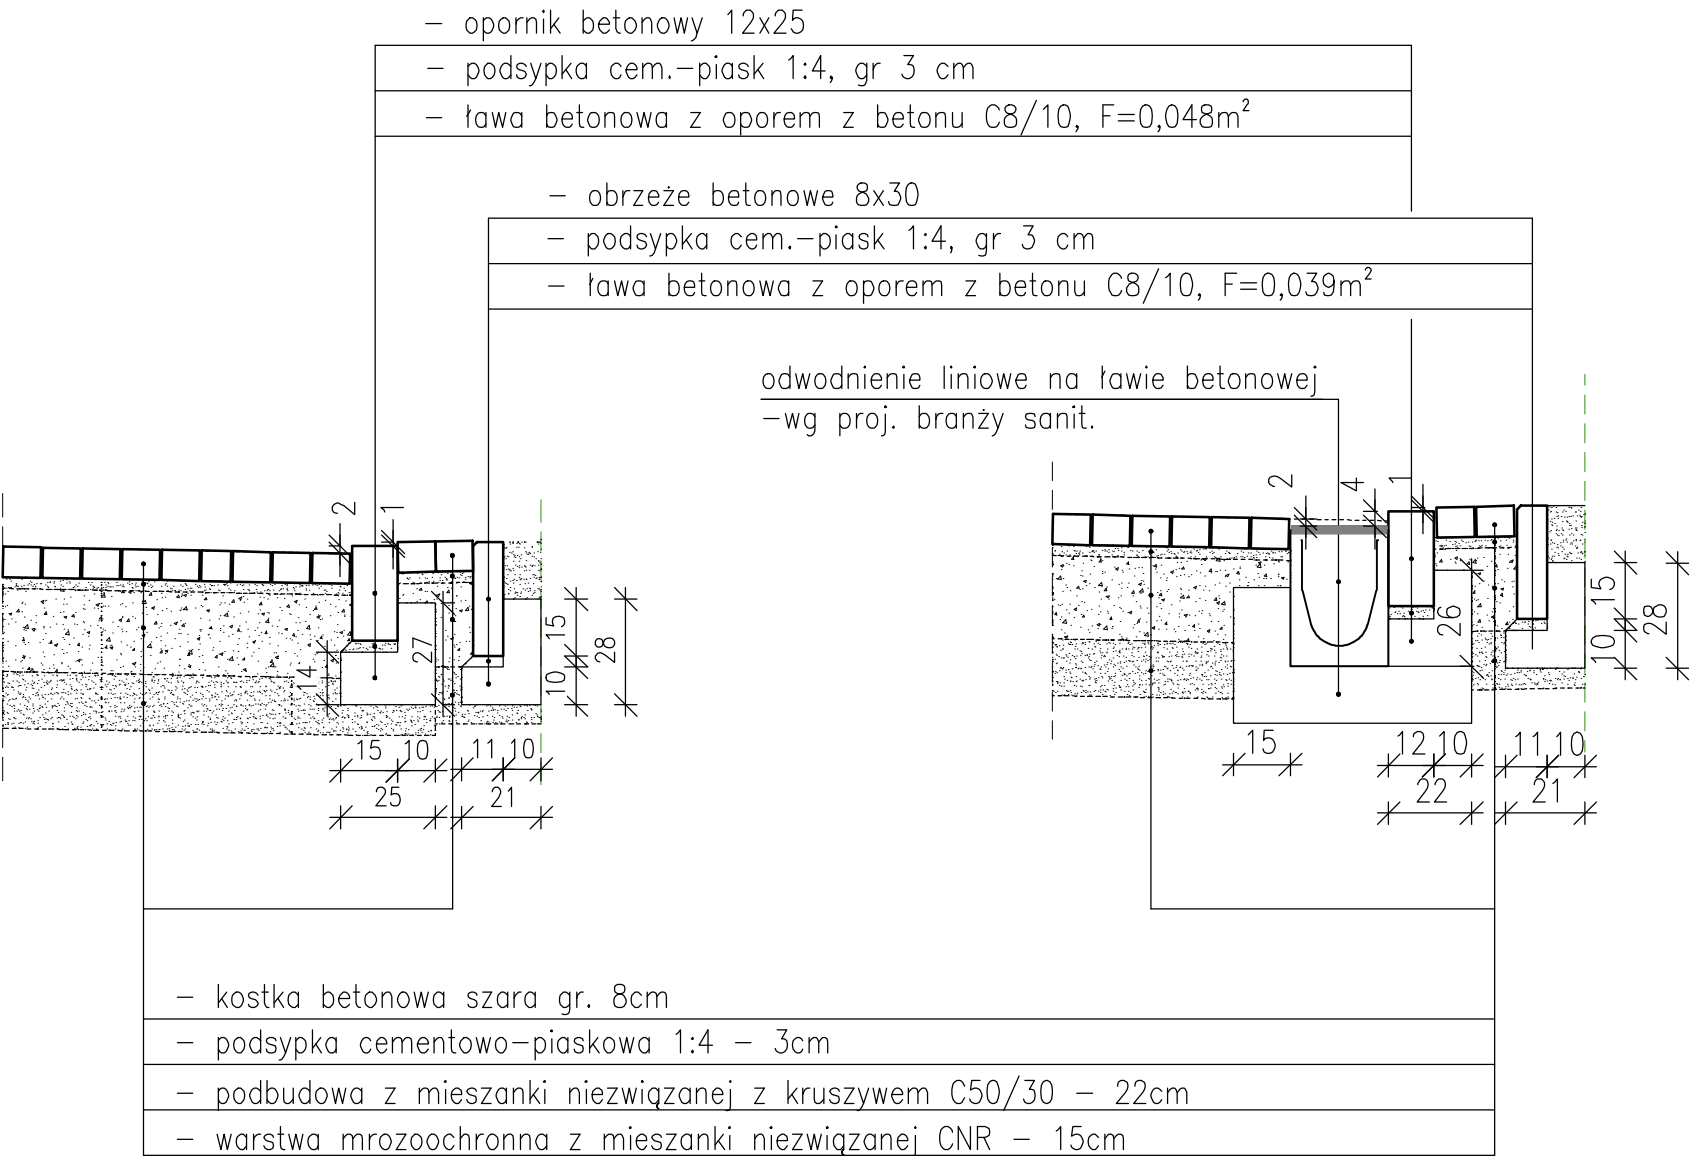 - opornik betonowy 12x25
- podsypka cem.-piask 1:4, gr 3 cm
- ława betonowa z oporem z betonu C8/10, F=0,048m²
- obrzeże betonowe 8x30
- podsypka cem.-piask 1:4, gr 3 cm
- ława betonowa z oporem z betonu C8/10, F=0,039m²
odwodnienie liniowe na ławie betonowej
-wg proj. branży sanit.
2 1
14 27 15 10 28
15 10 11 10
25 21
2 4 1
26 15 10 28
15 12 10 11 10
22 21
- kostka betonowa szara gr. 8cm
- podsypka cementowo-piaskowa 1:4 - 3cm
- podbudowa z mieszanki niezwiązanej z kruszywem C50/30 - 22cm
- warstwa mrozoochronna z mieszanki niezwiązanej CNR - 15cm